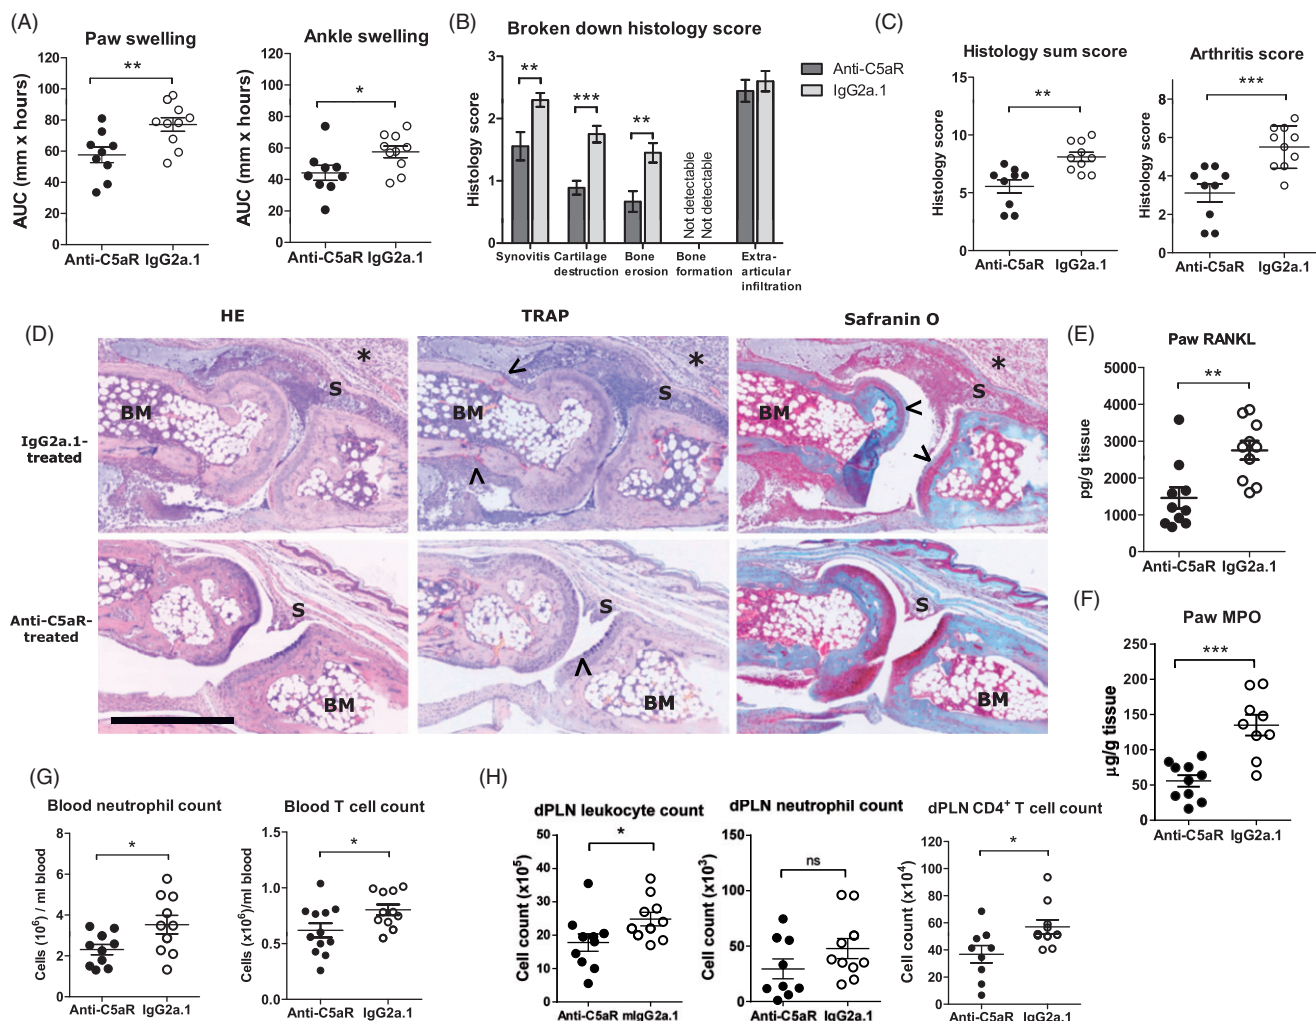 (A)
Paw swelling
AUC (mm x hours)
120
100
80
60
40
20
0
**
Anti-C5aR IgG2a.1
Ankle swelling
AUC (mm x hours)
120
100
80
60
40
20
0
*
Anti-C5aR IgG2a.1
(B)
Broken down histology score
Histology score
3
2
1
0
**
***
**
Not detectable
Not detectable
Synovitis
Cartilage
destruction
Bone
erosion
Bone
formation
Extra-
articular
infiltration
Anti-C5aR
IgG2a.1
(C)
Histology sum score
Histology score
15
10
5
0
**
Anti-C5aR IgG2a.1
Arthritis score
Histology score
8
6
4
2
0
***
Anti-C5aR IgG2a.1
(D)
HE
TRAP
Safranin O
IgG2a.1-
treated
BM
S
*
BM
S
*
BM
S
*
Anti-C5aR-
treated
S
BM
S
BM
S
BM
(E)
Paw RANKL
pg/g tissue
5000
4000
3000
2000
1000
0
**
Anti-C5aR IgG2a.1
(F)
Paw MPO
µg/g tissue
250
200
150
100
50
0
***
Anti-C5aR IgG2a.1
(G)
Blood neutrophil count
Cells (10⁶) / ml blood
8
6
4
2
0
*
Anti-C5aR IgG2a.1
Blood T cell count
Cells (x10⁶)/ml blood
1.5
1.0
0.5
0.0
*
Anti-C5aR IgG2a.1
(H)
dPLN leukocyte count
Cell count (x10⁵)
50
40
30
20
10
0
*
Anti-C5aR mIgG2a.1
dPLN neutrophil count
Cell count (x10³)
150
100
50
0
ns
Anti-C5aR IgG2a.1
dPLN CD4⁺ T cell count
Cell count (x10⁴)
120
100
80
60
40
20
0
*
Anti-C5aR IgG2a.1